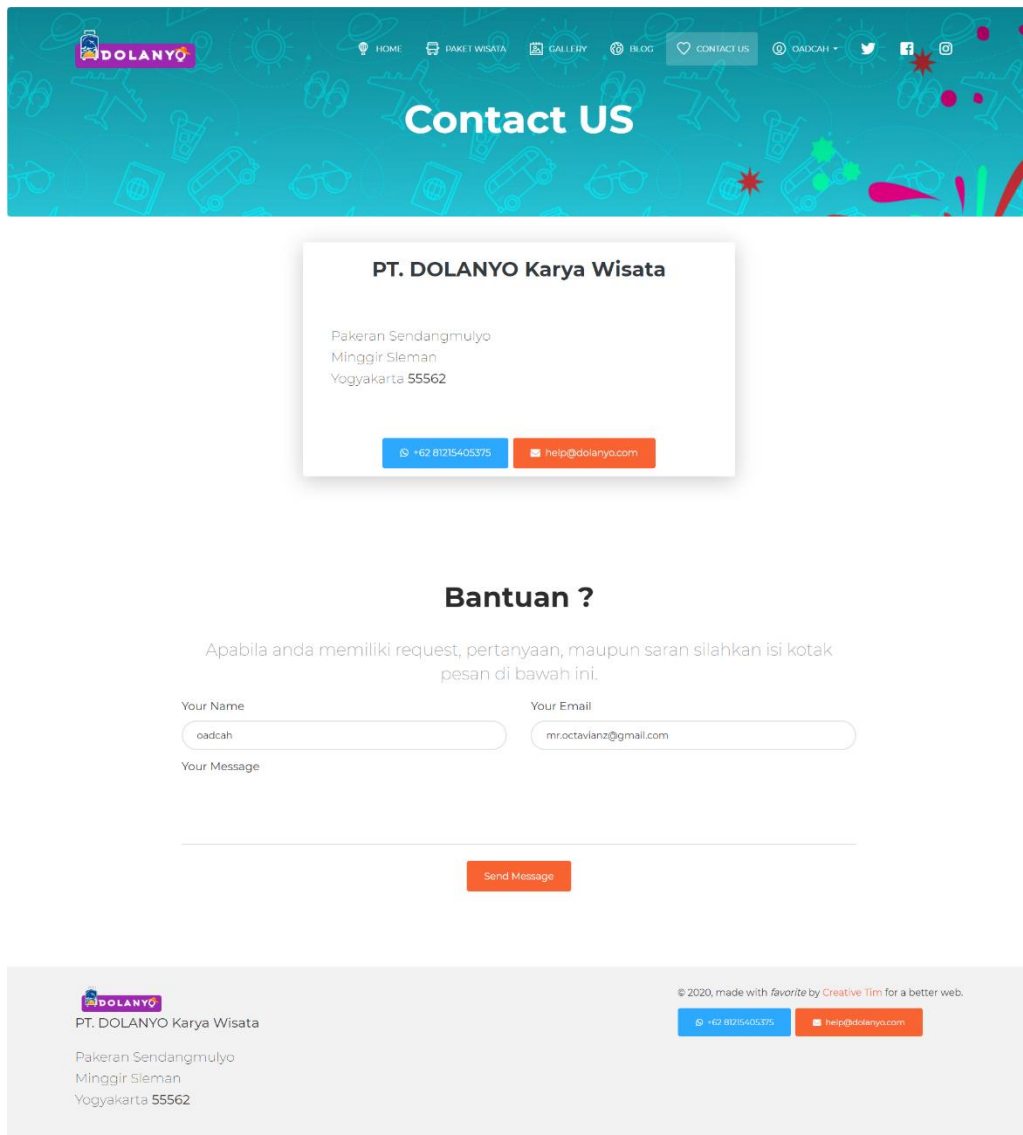 DOLANYO
HOME PAKET WISATA GALLERY BLOG CONTACT US OADCAH
Contact US
PT. DOLANYO Karya Wisata
Pakeran Sendangmulyo
Minggir Sleman
Yogyakarta 55562
+62 81215405375 help@dolanyo.com
Bantuan ?
Apabila anda memiliki request, pertanyaan, maupun saran silahkan isi kotak
pesan di bawah ini.
Your Name Your Email
oadcah mr.octavianz@gmail.com
Your Message
Send Message
© 2020, made with favorite by Creative Tim for a better web.
DOLANYO
+62 81215405375 help@dolanyo.com
PT. DOLANYO Karya Wisata
Pakeran Sendangmulyo
Minggir Sleman
Yogyakarta 55562